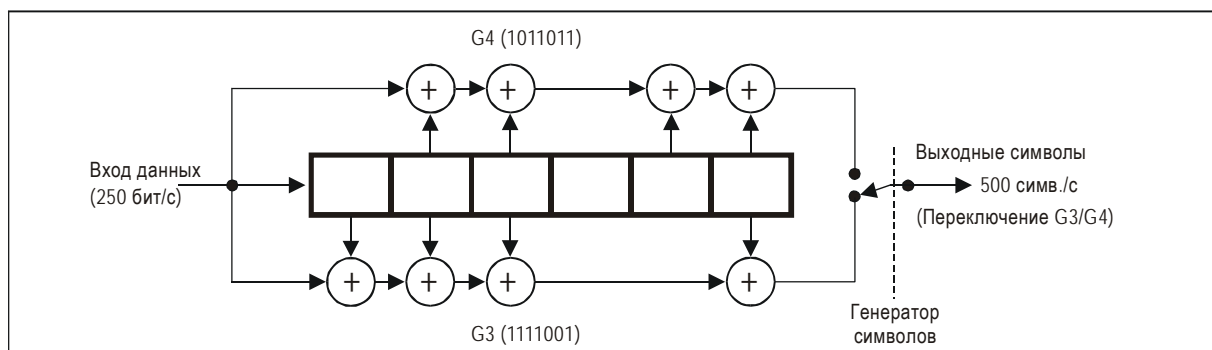 G4 (1011011)
Вход данных
(250 бит/с)
Выходные символы
500 симв./с
(Переключение G3/G4)
G3 (1111001)
Генератор
символов